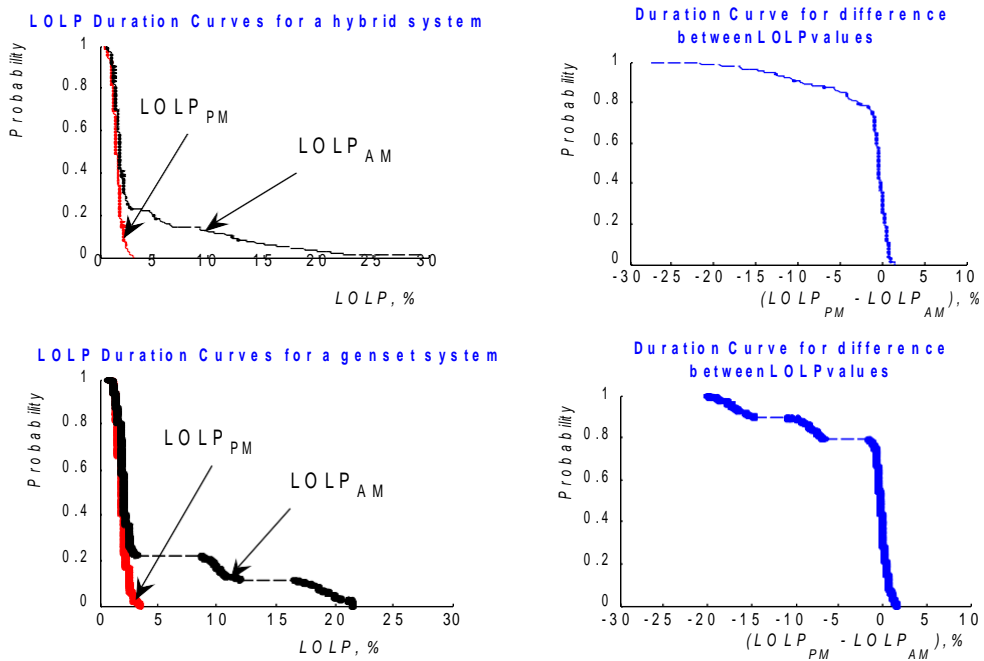 LOLP Duration Curves for a hybrid system
Probability
1
0.8
0.6
0.4
0.2
0
LOLP PM
LOLP AM
0 5 10 15 20 25 30
LOLP, %
Duration Curve for difference
between LOLP values
Probability
1
0.8
0.6
0.4
0.2
0
-30 -25 -20 -15 -10 -5 0 5 10
(LOLP PM - LOLP AM), %
LOLP Duration Curves for a genset system
Probability
1
0.8
0.6
0.4
0.2
0
LOLP PM
LOLP AM
0 5 10 15 20 25 30
LOLP, %
Duration Curve for difference
between LOLP values
Probability
1
0.8
0.6
0.4
0.2
0
-30 -25 -20 -15 -10 -5 0 5 10
(LOLP PM - LOLP AM), %